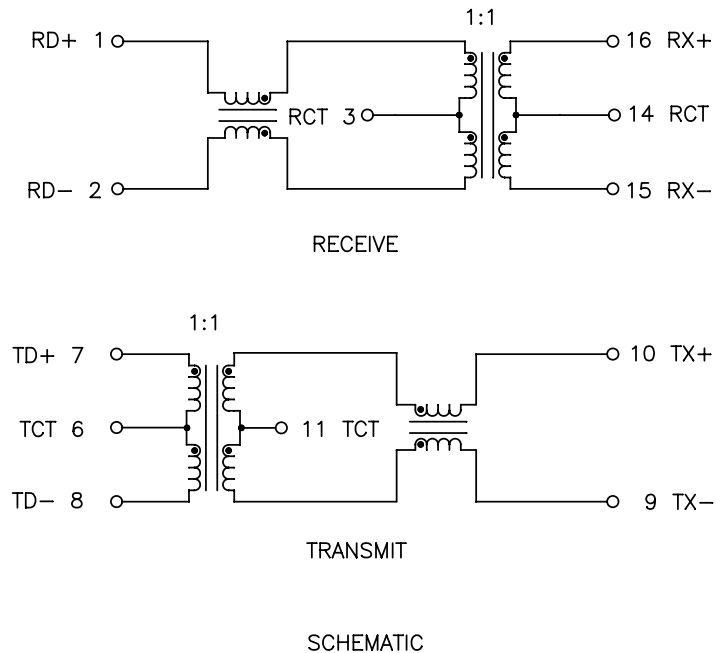 1:1
RD+ 1
16 RX+
RCT 3
14 RCT
RD- 2
15 RX-
RECEIVE
1:1
TD+ 7
10 TX+
TCT 6
11 TCT
TD- 8
9 TX-
TRANSMIT
SCHEMATIC